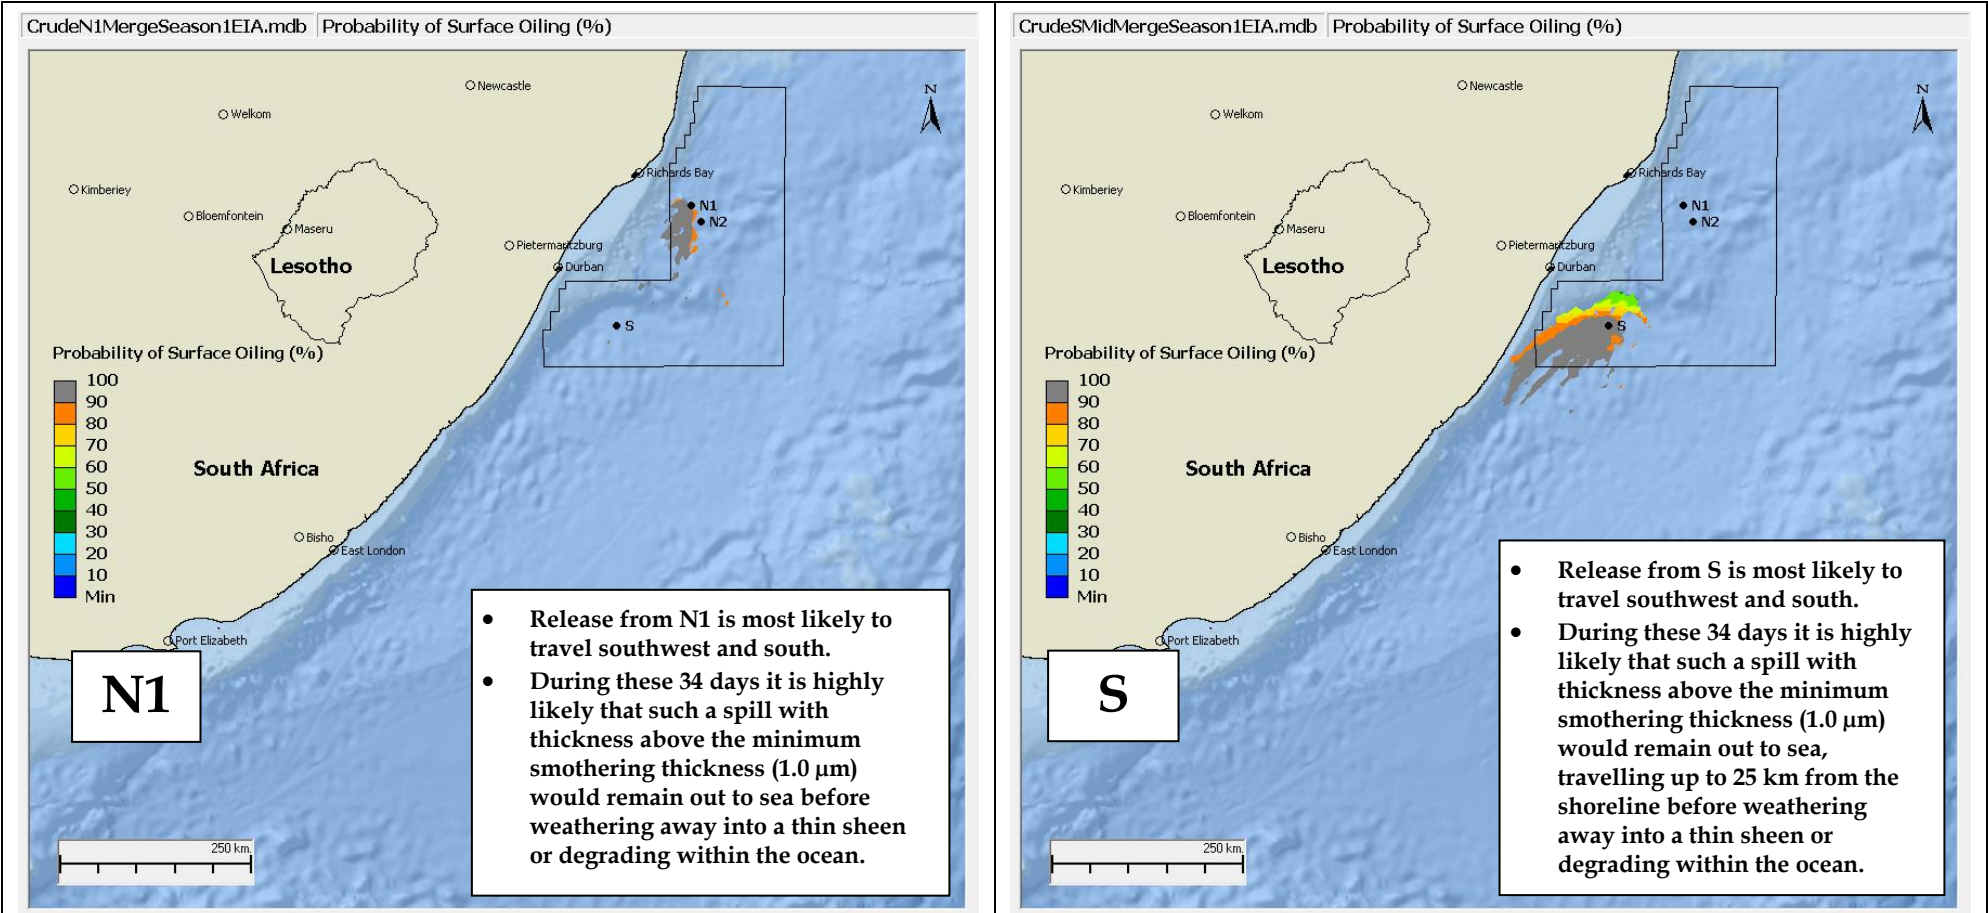 CrudeN1MergeSeason1EIA.mdb Probability of Surface Oiling (%)
N
Newcastle
Welkom
Richards Bay
Kimberley
N1
Bloemfontein
N2
Maseru
Pietermaritzburg
Lesotho
Durban
S
Probability of Surface Oiling (%)
100
90
80
70
60
50
40
30
20
10
Min
South Africa
Bisho
East London
Port Elizabeth
N1
• Release from N1 is most likely to
travel southwest and south.
• During these 34 days it is highly
likely that such a spill with
thickness above the minimum
smothering thickness (1.0 µm)
would remain out to sea before
weathering away into a thin sheen
or degrading within the ocean.
250 km.
CrudeSMidMergeSeason1EIA.mdb Probability of Surface Oiling (%)
N
Newcastle
Welkom
Richards Bay
Kimberley
N1
Bloemfontein
N2
Maseru
Pietermaritzburg
Lesotho
Durban
S
Probability of Surface Oiling (%)
100
90
80
70
60
50
40
30
20
10
Min
South Africa
Bisho
East London
Port Elizabeth
S
• Release from S is most likely to
travel southwest and south.
• During these 34 days it is highly
likely that such a spill with
thickness above the minimum
smothering thickness (1.0 µm)
would remain out to sea,
travelling up to 25 km from the
shoreline before weathering
away into a thin sheen or
degrading within the ocean.
250 km.